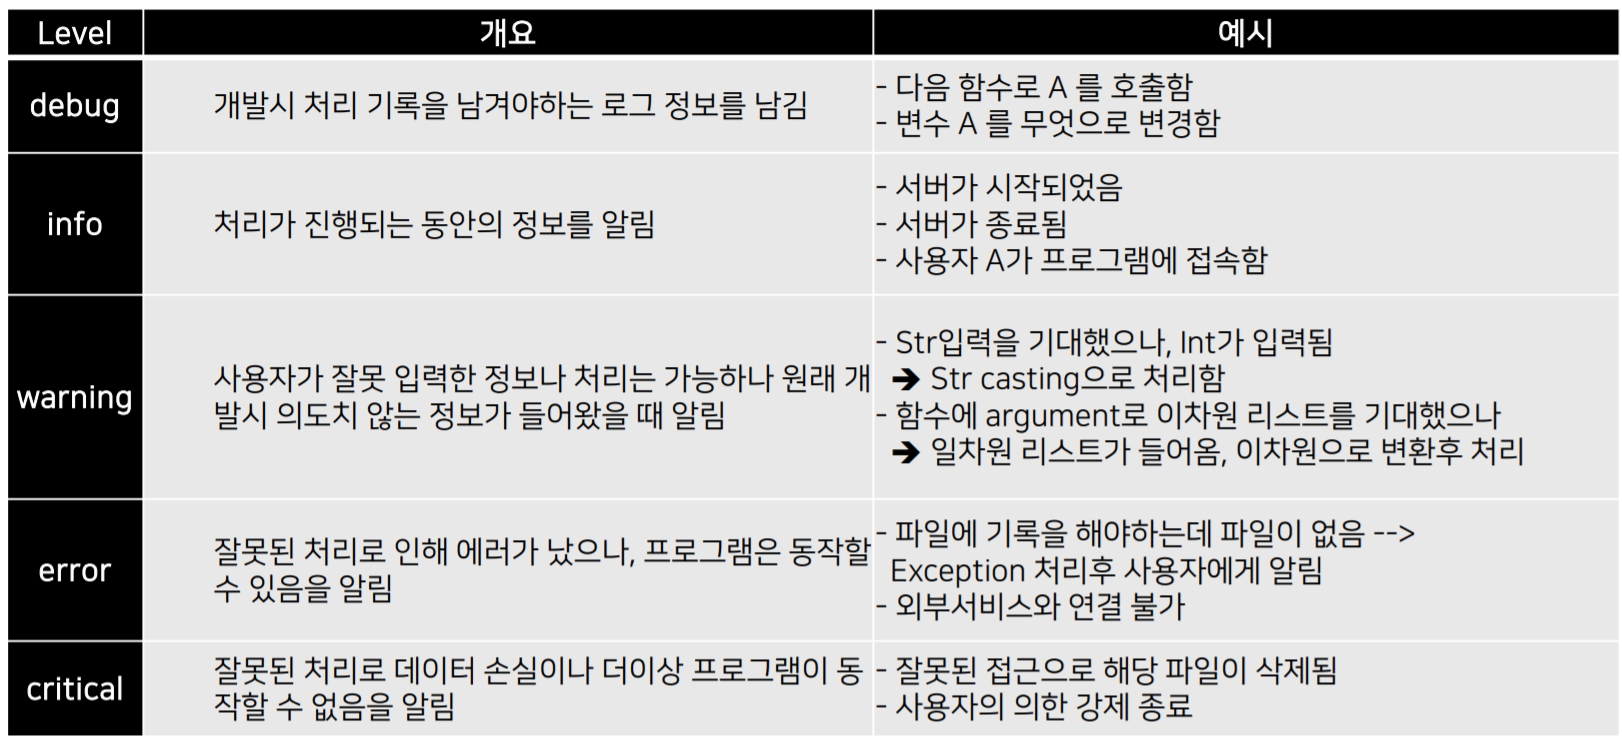 Level 개요 예시
debug
개발시 처리 기록을 남겨야하는 로그 정보를 남김
- 다음 함수로 A 를 호출함
- 변수 A 를 무엇으로 변경함
info
처리가 진행되는 동안의 정보를 알림
- 서버가 시작되었음
- 서버가 종료됨
- 사용자 A가 프로그램에 접속함
warning
사용자가 잘못 입력한 정보나 처리는 가능하나 원래 개
발시 의도치 않는 정보가 들어왔을 때 알림
- Str입력을 기대했으나, Int가 입력됨
➔ Str casting으로 처리함
- 함수에 argument로 이차원 리스트를 기대했으나
➔ 일차원 리스트가 들어옴, 이차원으로 변환후 처리
error
잘못된 처리로 인해 에러가 났으나, 프로그램은 동작할
수 있음을 알림
- 파일에 기록을 해야하는데 파일이 없음 -->
Exception 처리후 사용자에게 알림
- 외부서비스와 연결 불가
critical
잘못된 처리로 데이터 손실이나 더이상 프로그램이 동
작할 수 없음을 알림
- 잘못된 접근으로 해당 파일이 삭제됨
- 사용자의 의한 강제 종료